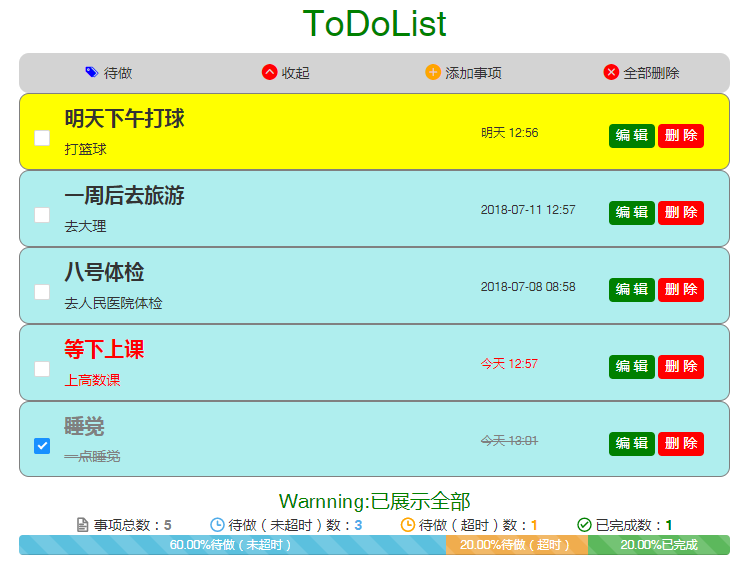 ToDoList
待做 收起 添加事项 全部删除
明天下午打球
打篮球
明天 12:56
编 辑 删 除
一周后去旅游
去大理
2018-07-11 12:57
编 辑 删 除
八号体检
去人民医院体检
2018-07-08 08:58
编 辑 删 除
等下上课
上高数课
今天 12:57
编 辑 删 除
睡觉
一点睡觉
今天 13:01
编 辑 删 除
Warnning:已展示全部
事项总数：5 待做（未超时）数：3 待做（超时）数：1 已完成数：1
60.00%待做（未超时） 20.00%待做（超时） 20.00%已完成